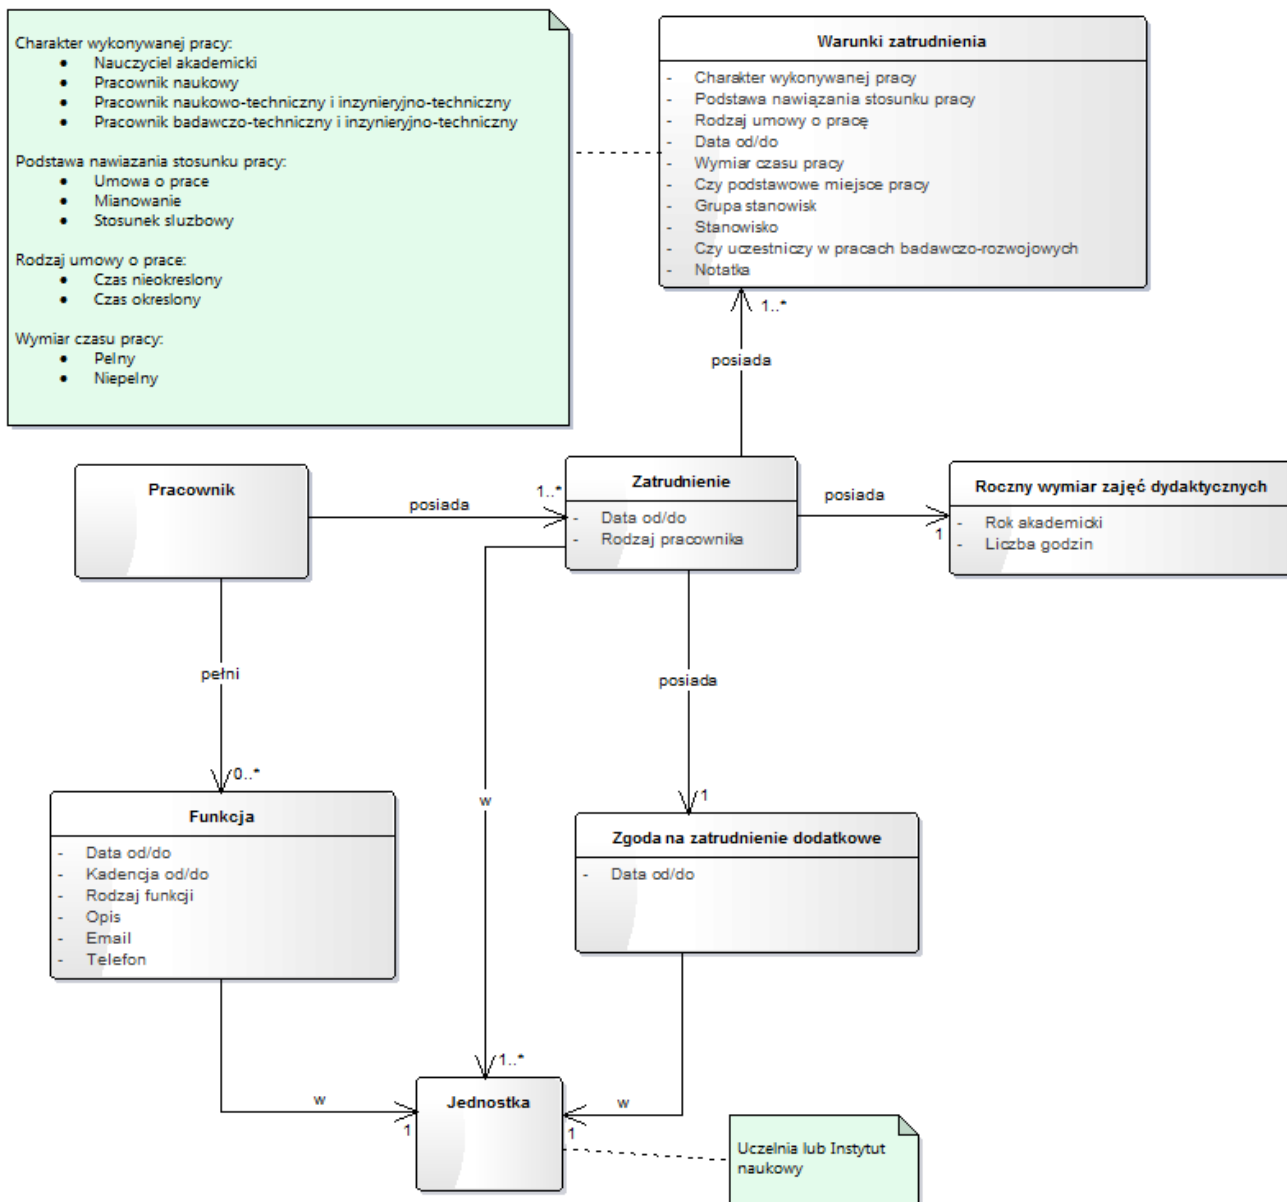 Charakter wykonywanej pracy:
● Nauczyciel akademicki
● Pracownik naukowy
● Pracownik naukowo-techniczny i inzynieryjno-techniczny
● Pracownik badawczo-techniczny i inzynieryjno-techniczny
Podstawa nawiazania stosunku pracy:
● Umowa o prace
● Mianowanie
● Stosunek sluzbowy
Rodzaj umowy o prace:
● Czas nieokreslony
● Czas okreslony
Wymiar czasu pracy:
● Pelny
● Niepelny
Warunki zatrudnienia
- Charakter wykonywanej pracy
- Podstawa nawiązania stosunku pracy
- Rodzaj umowy o pracę
- Data od/do
- Wymiar czasu pracy
- Czy podstawowe miejsce pracy
- Grupa stanowisk
- Stanowisko
- Czy uczestniczy w pracach badawczo-rozwojowych
- Notatka
1..*
posiada
Pracownik
posiada
1..*
Zatrudnienie
- Data od/do
- Rodzaj pracownika
posiada
1
Roczny wymiar zajęć dydaktycznych
- Rok akademicki
- Liczba godzin
pełni
0..*
posiada
1
w
1..*
Funkcja
- Data od/do
- Kadencja od/do
- Rodzaj funkcji
- Opis
- Email
- Telefon
Zgoda na zatrudnienie dodatkowe
- Data od/do
w
1
Jednostka
w
1
Uczelnia lub Instytut
naukowy